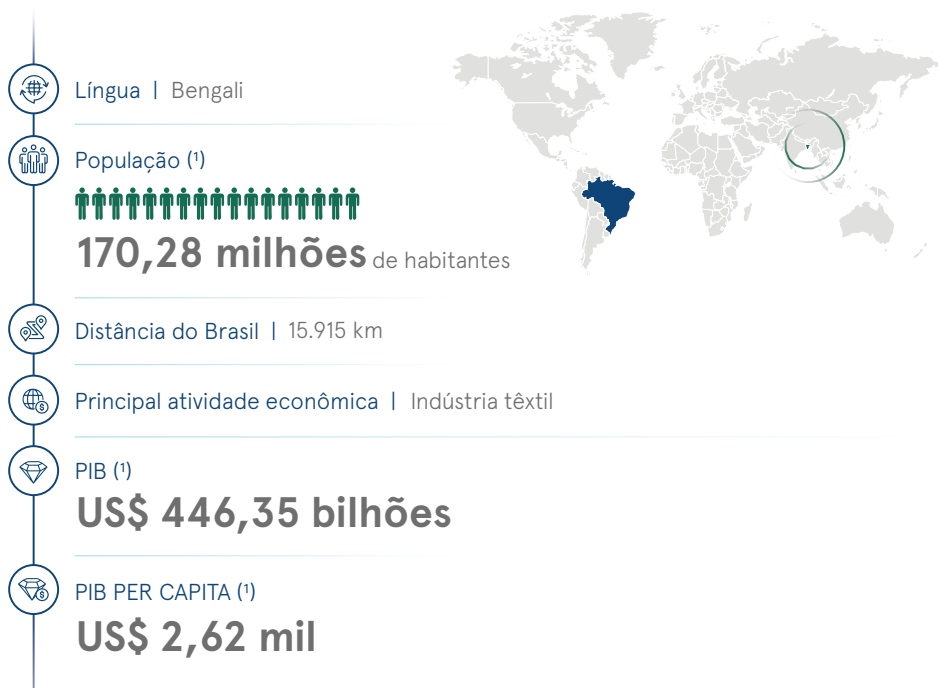 Língua | Bengali
População (¹)
170,28 milhões de habitantes
Distância do Brasil | 15.915 km
Principal atividade econômica | Indústria têxtil
PIB (¹)
US$ 446,35 bilhões
PIB PER CAPITA (¹)
US$ 2,62 mil